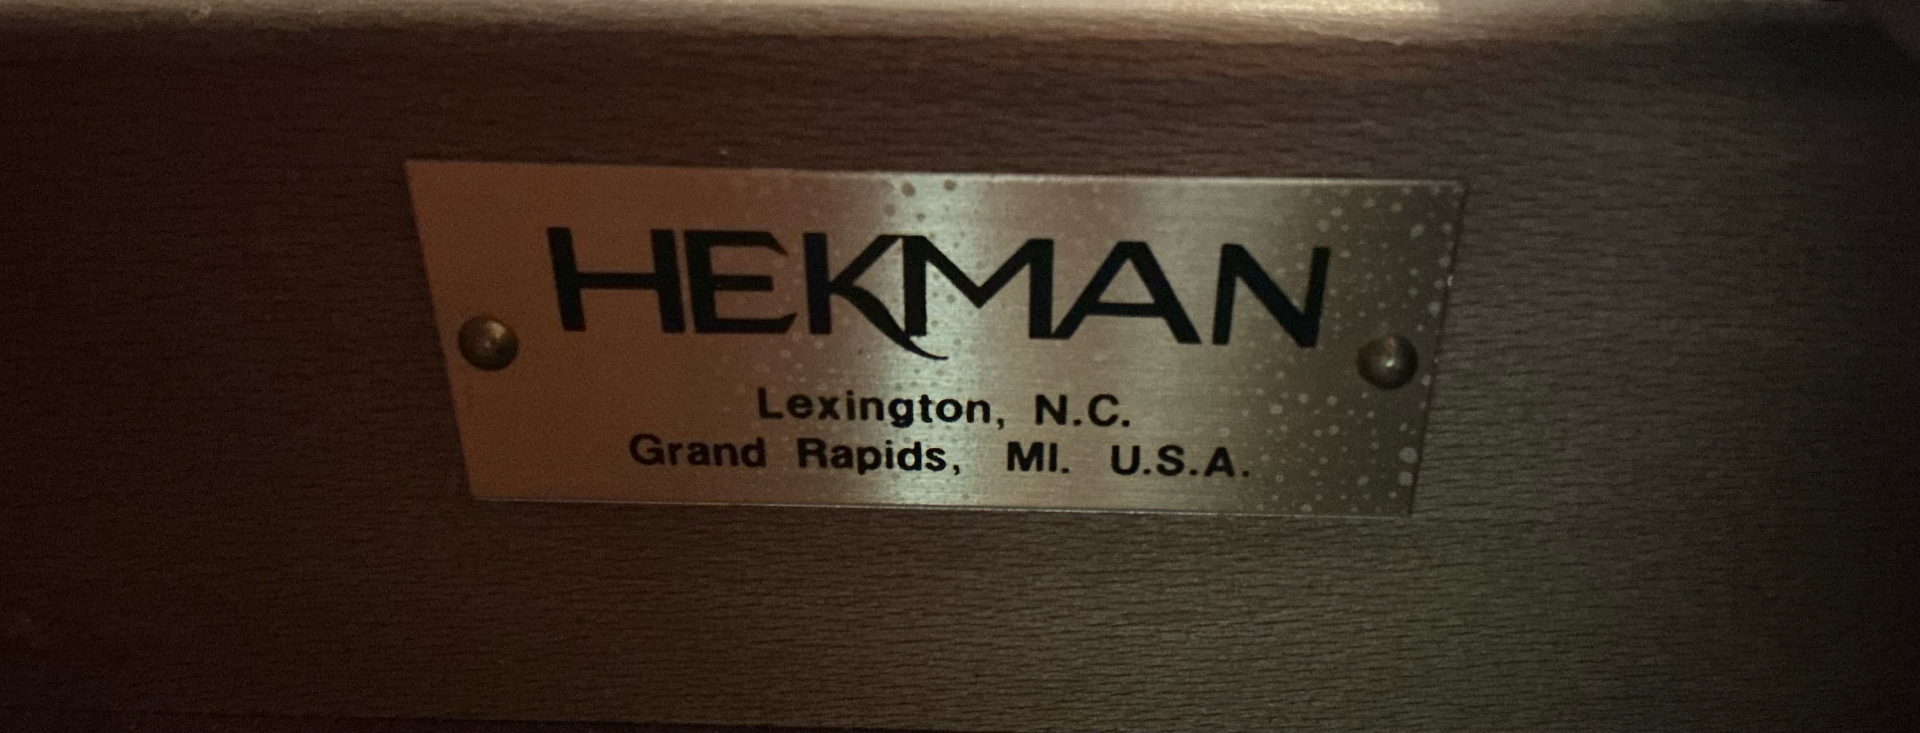 HEKMAN
Lexington, N.C.
Grand Rapids, MI. U.S.A.